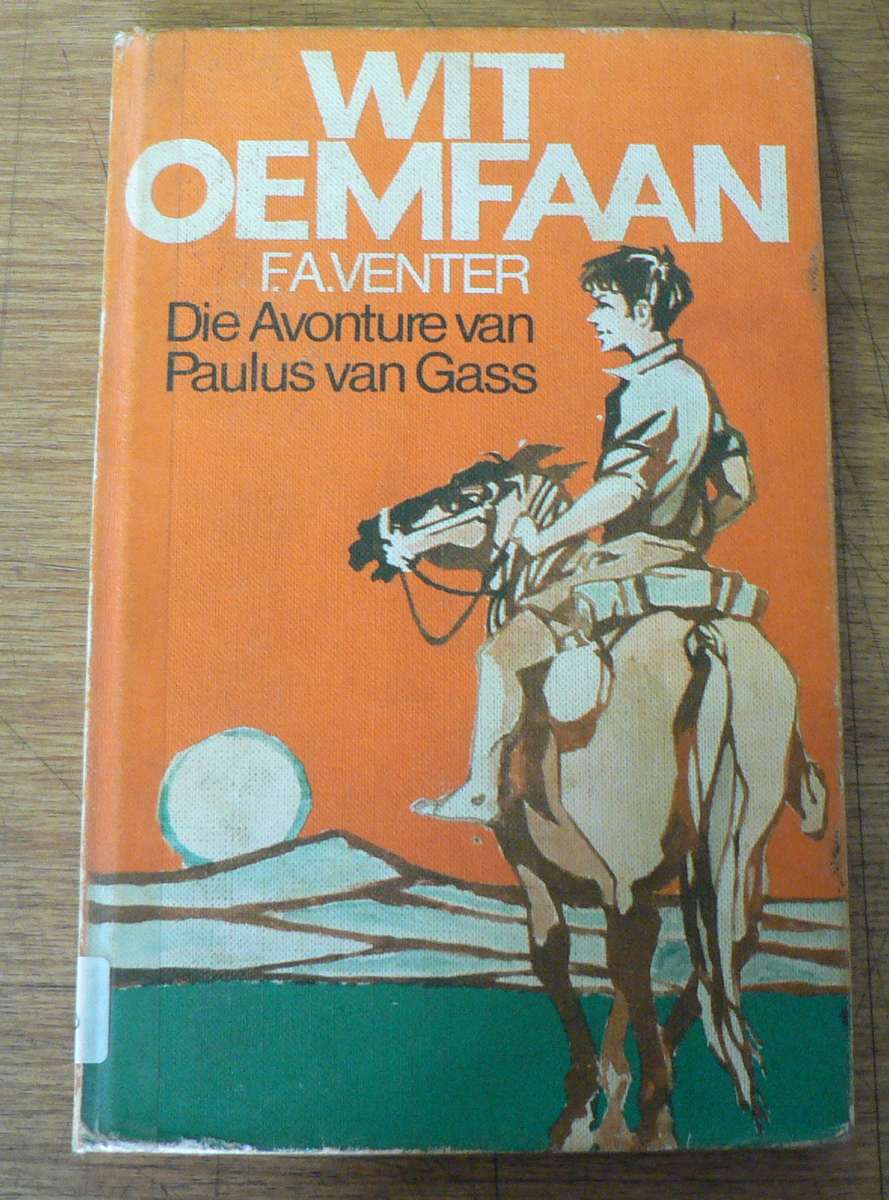 WIT
OEMFAAN
F.A.VENTER
Die Avonture van
Paulus van Gass